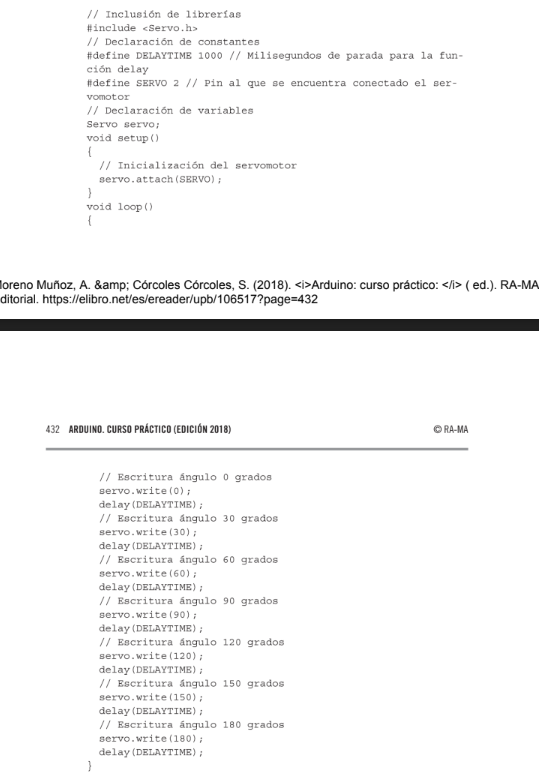 // Inclusión de librerías
#include <Servo.h>
// Declaración de constantes
#define DELAYTIME 1000 // Milisegundos de parada para la fun-
ción delay
#define SERVO 2 // Pin al que se encuentra conectado el ser-
vomotor
// Declaración de variables
Servo servo;
void setup()
{
  // Inicialización del servomotor
  servo.attach(SERVO);
}
void loop()
{
Moreno Muñoz, A. &amp; Córcoles Córcoles, S. (2018). <i>Arduino: curso práctico: </i> ( ed.). RA-MA
ditorial. https://elibro.net/es/ereader/upb/106517?page=432
432 ARDUINO. CURSO PRÁCTICO (EDICIÓN 2018) © RA-MA
  // Escritura ángulo 0 grados
  servo.write(0);
  delay(DELAYTIME);
  // Escritura ángulo 30 grados
  servo.write(30);
  delay(DELAYTIME);
  // Escritura ángulo 60 grados
  servo.write(60);
  delay(DELAYTIME);
  // Escritura ángulo 90 grados
  servo.write(90);
  delay(DELAYTIME);
  // Escritura ángulo 120 grados
  servo.write(120);
  delay(DELAYTIME);
  // Escritura ángulo 150 grados
  servo.write(150);
  delay(DELAYTIME);
  // Escritura ángulo 180 grados
  servo.write(180);
  delay(DELAYTIME);
}